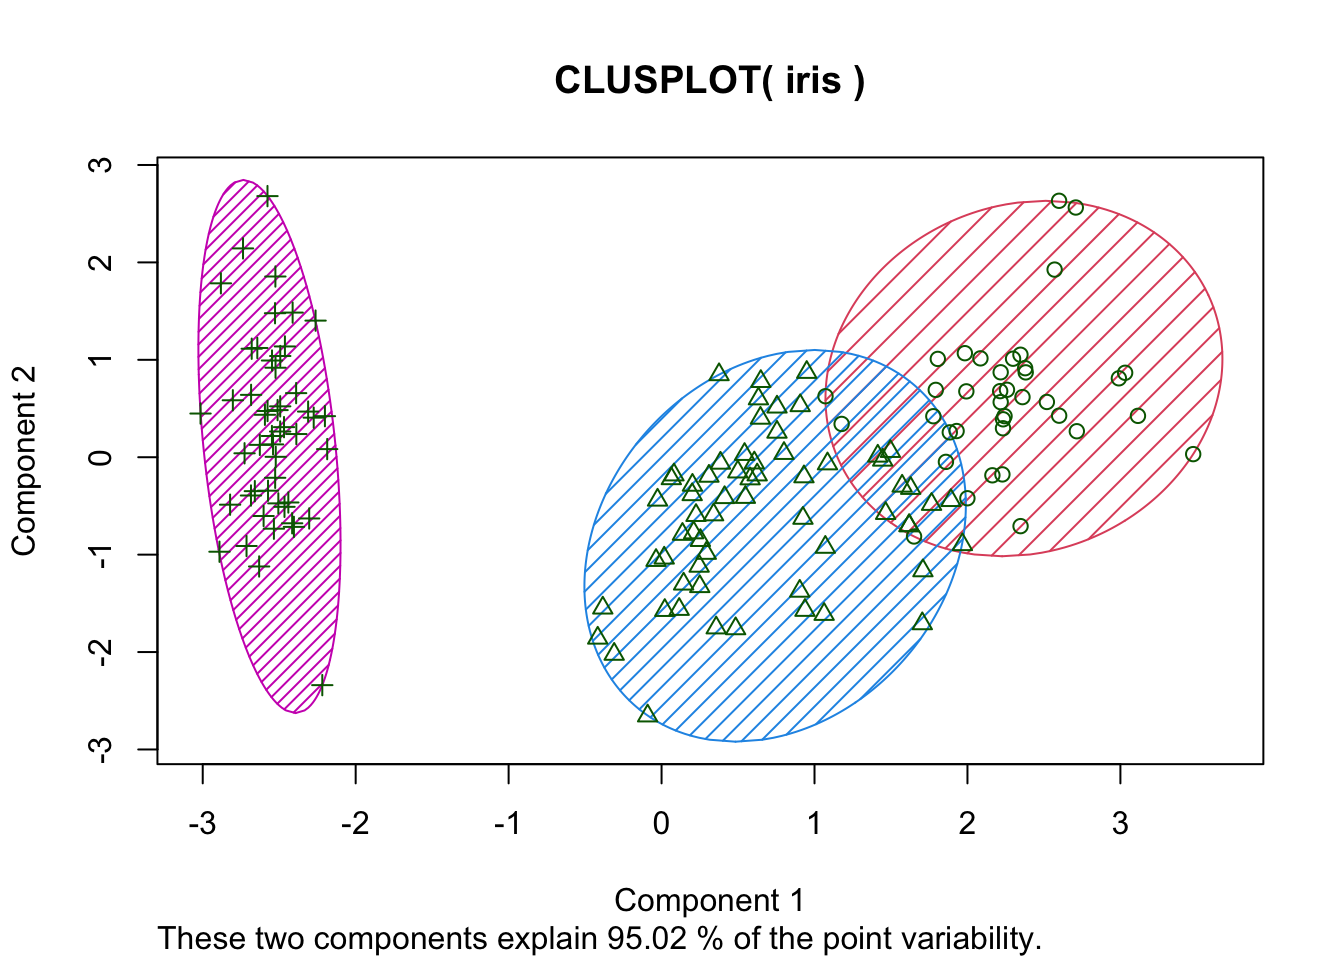 CLUSPLOT( iris )
Component 2
3
2
1
0
-1
-2
-3
-3 -2 -1 0 1 2 3
Component 1
These two components explain 95.02 % of the point variability.